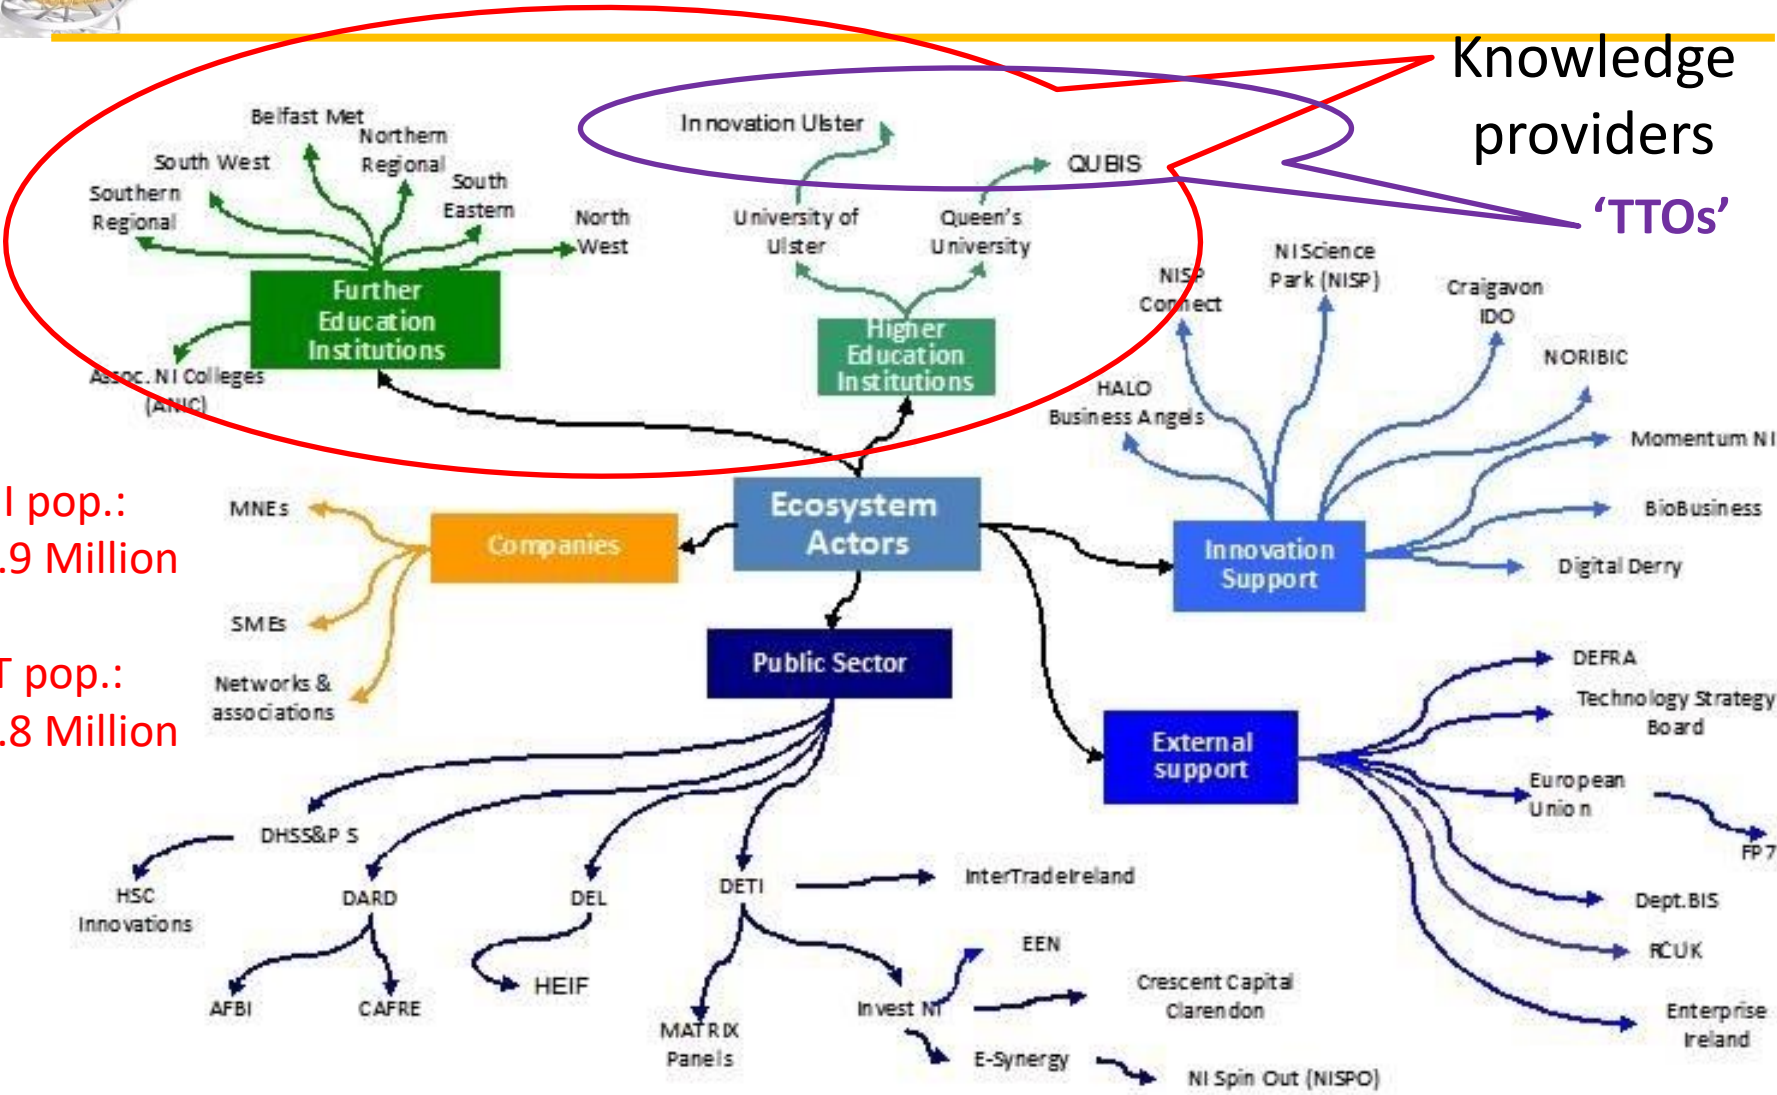 Knowledge
providers
‘TTOs’
Belfast Met
Northern
Regional
South West
South
Eastern
Southern
Regional
North
West
Further
Education
Institutions
Assoc. NI Colleges
(ANIC)
Innovation Ulster
QUBIS
University of
Ulster
Queen's
University
Higher
Education
Institutions
NISP
Connect
NI Science
Park (NISP)
Craigavon
IDO
NORIBIC
HALO
Business Angels
Momentum NI
BioBusiness
Digital Derry
Innovation
Support
Ecosystem
Actors
I pop.:
.9 Million
T pop.:
.8 Million
MNEs
Companies
SMEs
Networks &
associations
Public Sector
External
support
DEFRA
Technology Strategy
Board
European
Union
FP7
Dept.BIS
RCUK
Enterprise
Ireland
DHSS&P S
HSC
Innovations
DARD
AFBI
CAFRE
DEL
HEIF
DETI
InterTradeIreland
MATRIX
Panels
Invest NI
EEN
Crescent Capital
Clarendon
E-Synergy
NI Spin Out (NISPO)